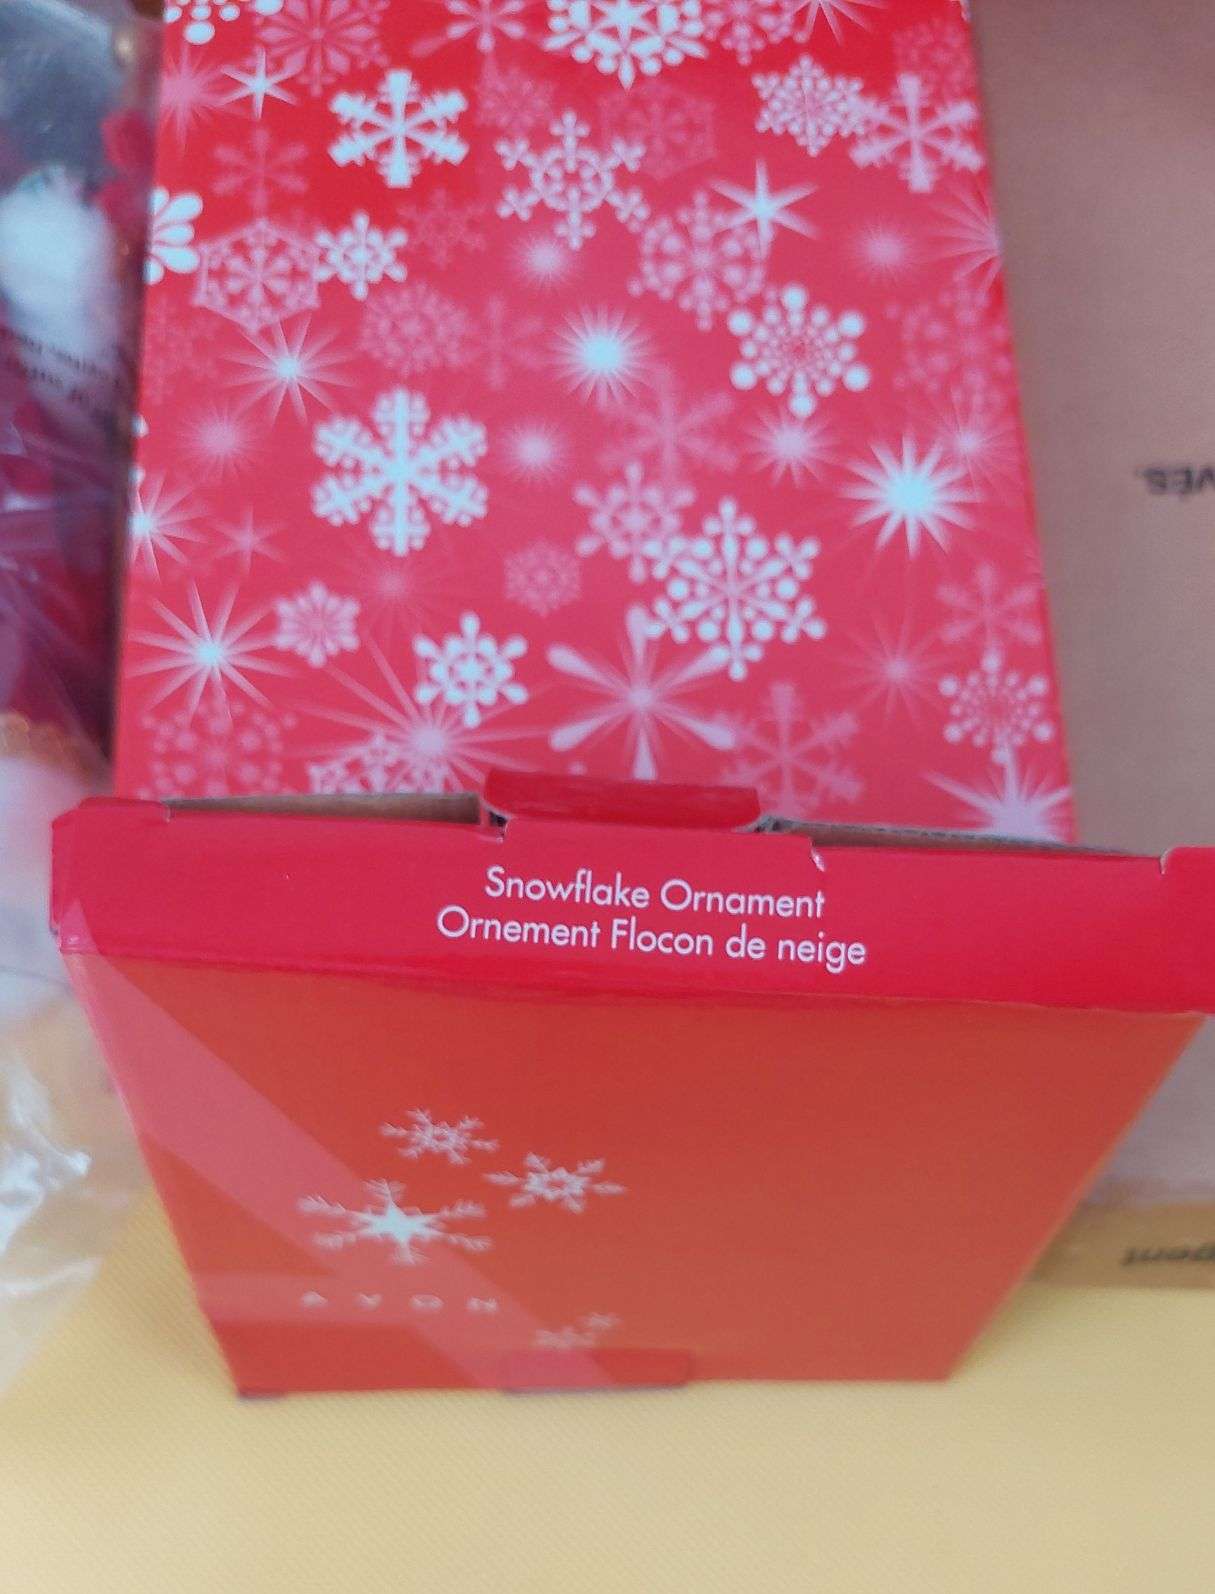 Snowflake Ornament
Ornement Flocon de neige
AVON